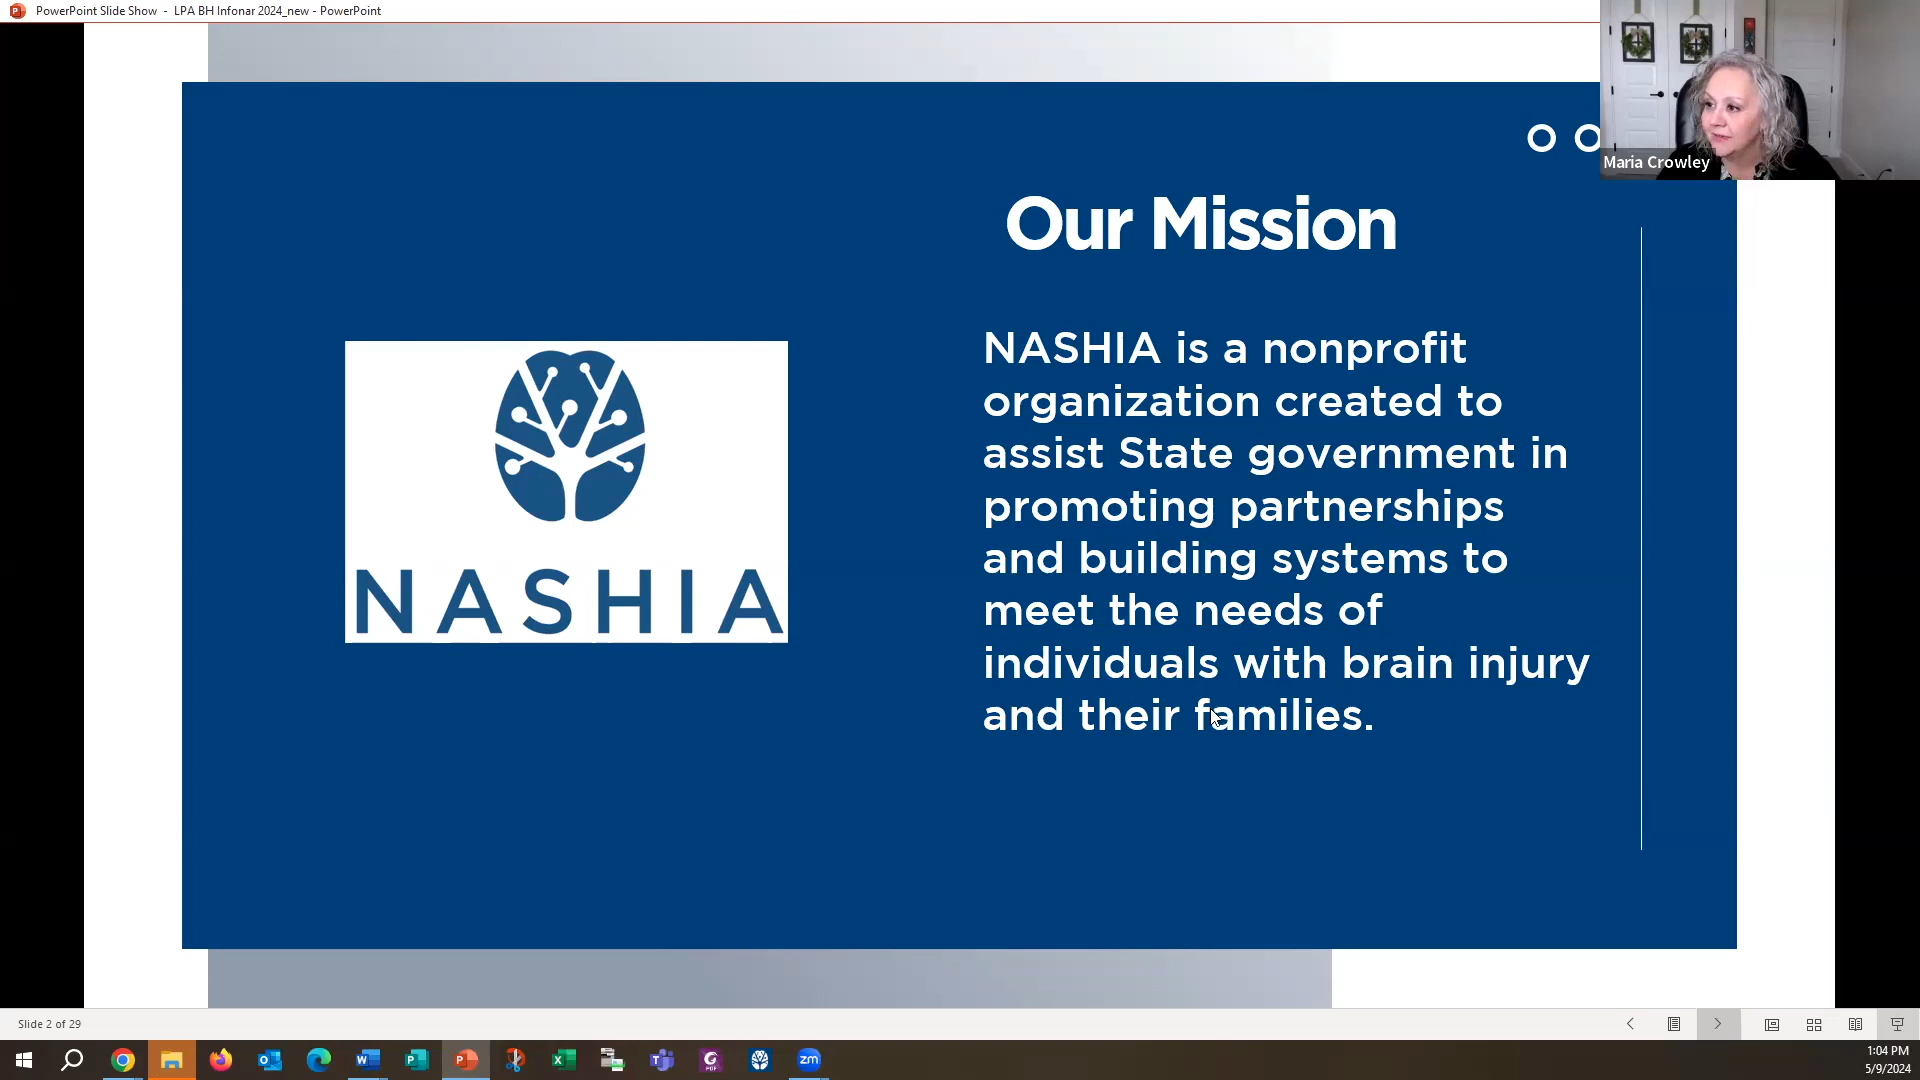 PowerPoint Slide Show - LPA BH Infonar 2024_new - PowerPoint
Maria Crowley
Our Mission
NASHIA is a nonprofit
organization created to
assist State government in
promoting partnerships
and building systems to
meet the needs of
individuals with brain injury
and their families.
NASHIA
Slide 2 of 29
1:04 PM
5/9/2024